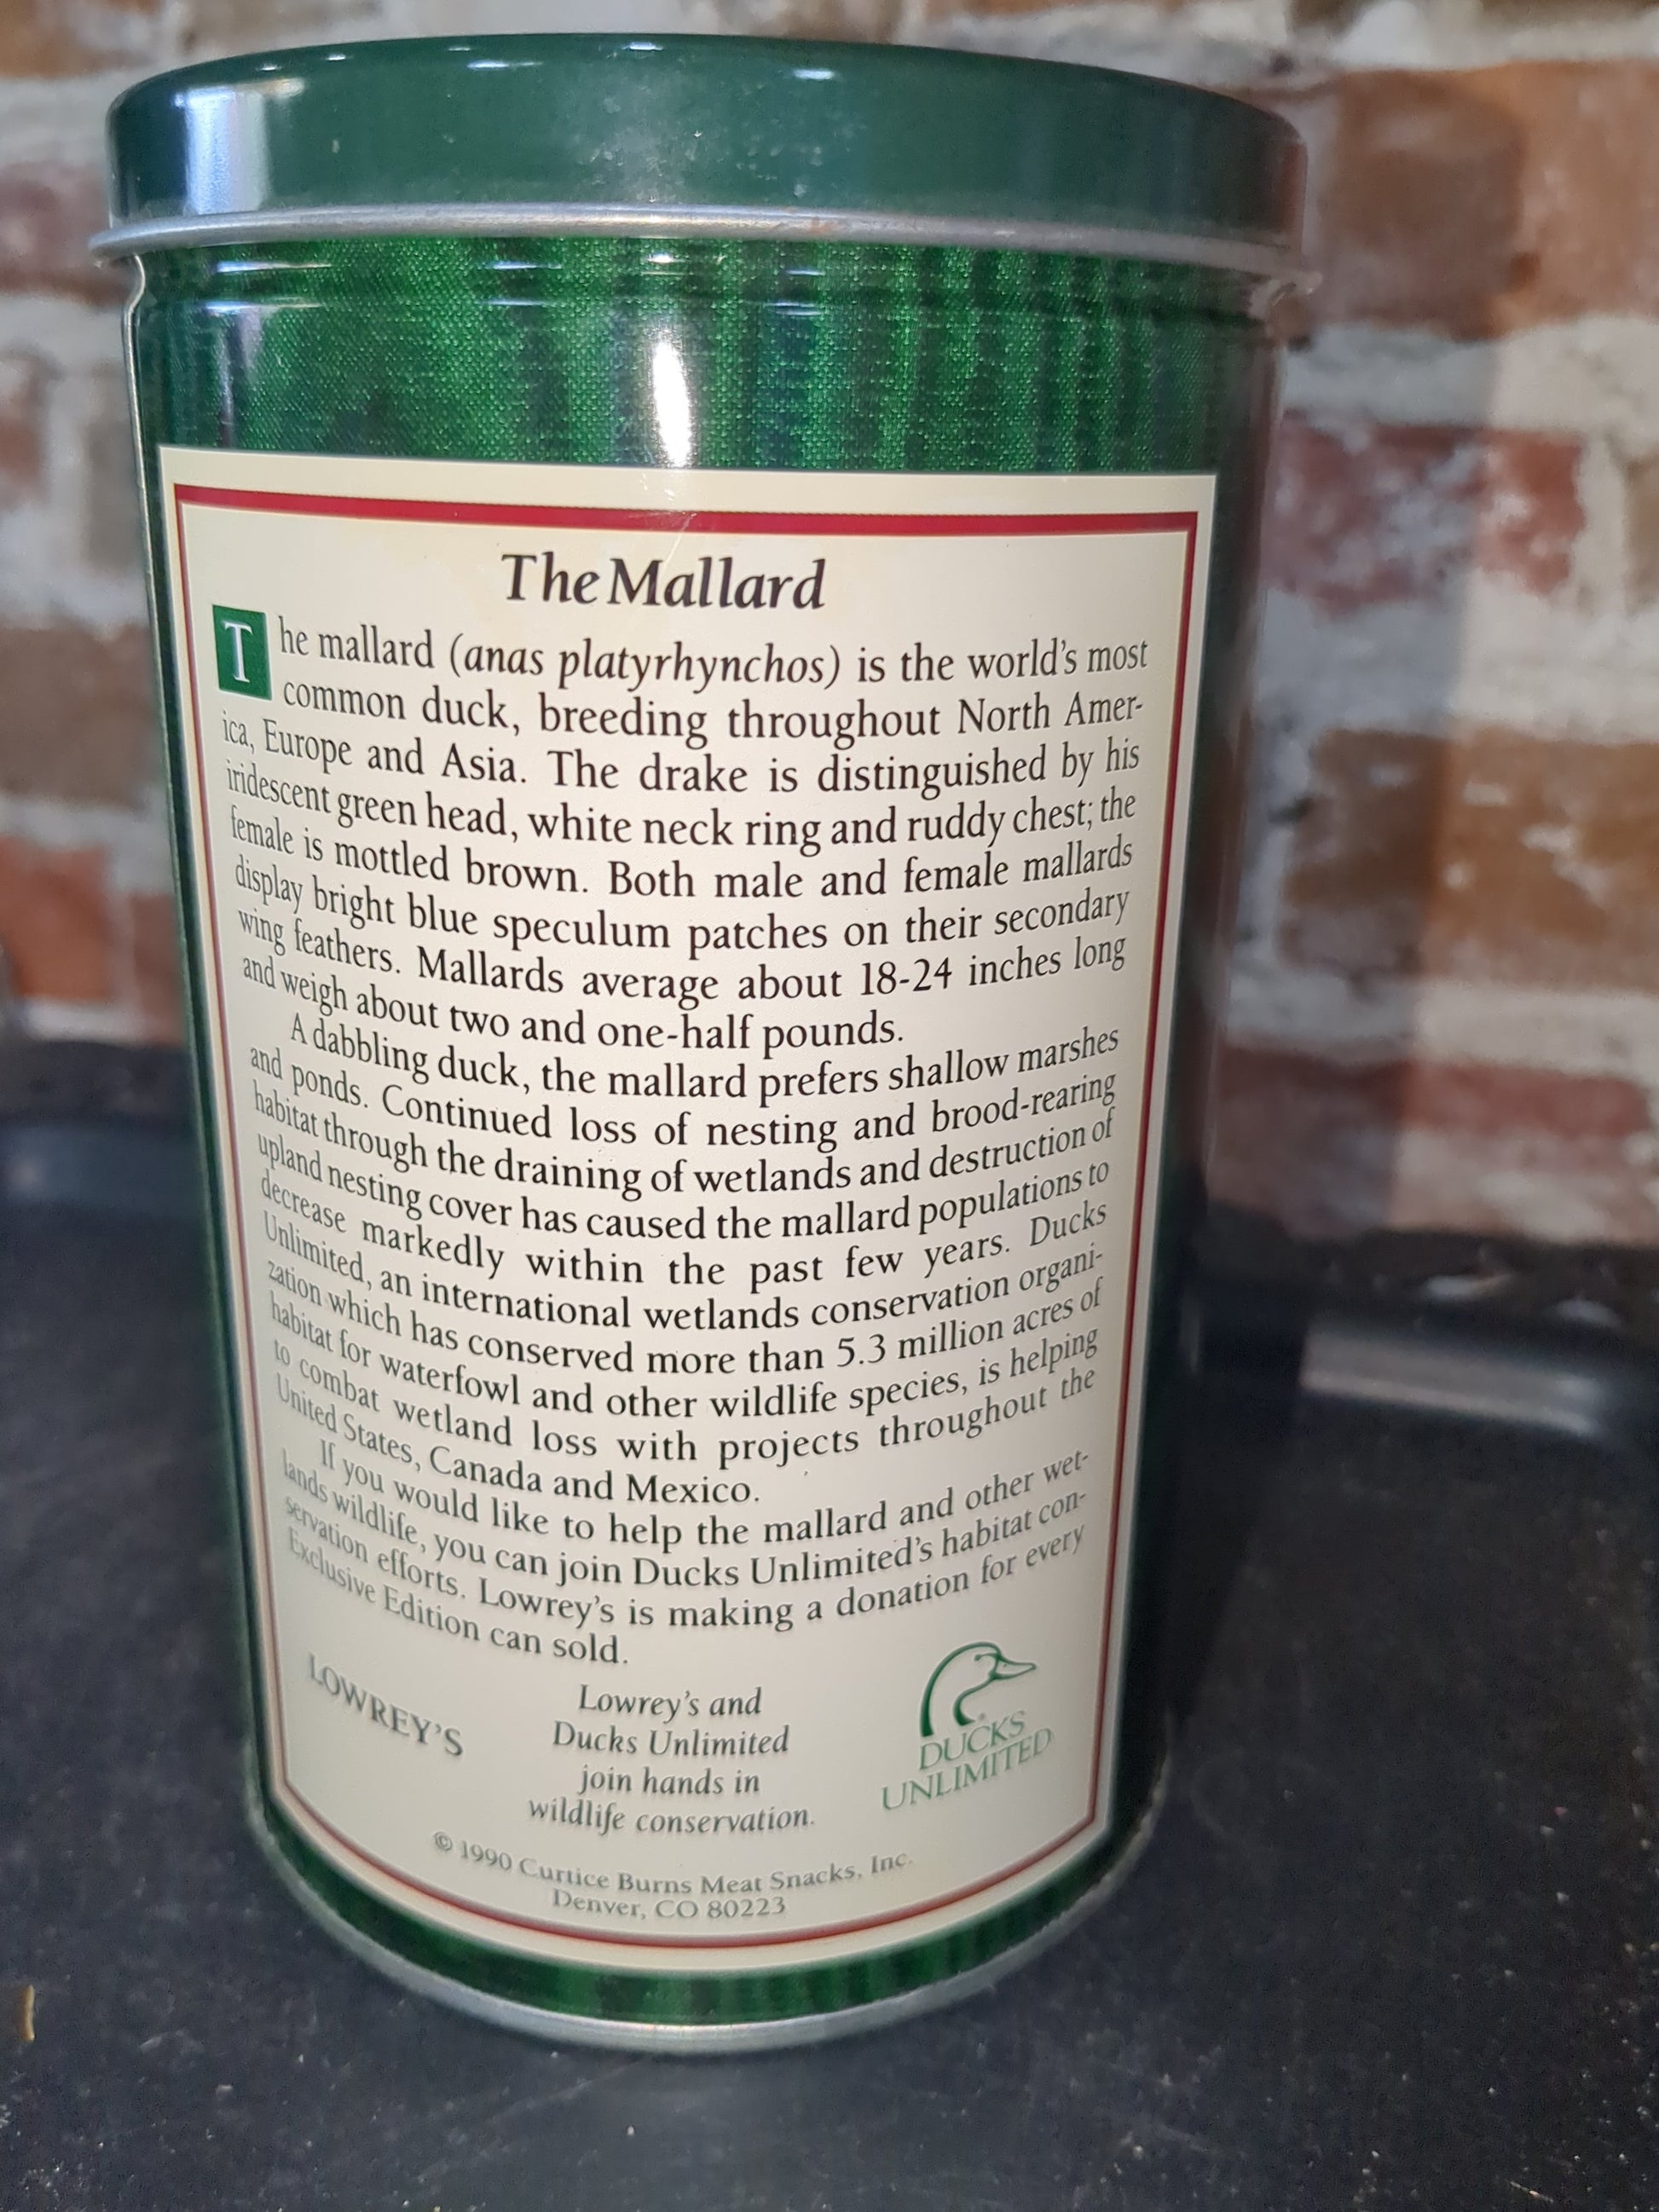 The Mallard
The mallard (anas platyrhynchos) is the world's most
common duck, breeding throughout North Amer-
ica, Europe and Asia. The drake is distinguished by his
iridescent green head, white neck ring and ruddy chest; the
female is mottled brown. Both male and female mallards
display bright blue speculum patches on their secondary
wing feathers. Mallards average about 18-24 inches long
and weigh about two and one-half pounds.
A dabbling duck, the mallard prefers shallow marshes
and ponds. Continued loss of nesting and brood-rearing
habitat through the draining of wetlands and destruction of
upland nesting cover has caused the mallard populations to
decrease markedly within the past few years. Ducks
Unlimited, an international wetlands conservation organi-
zation which has conserved more than 5.3 million acres of
habitat for waterfowl and other wildlife species, is helping
to combat wetland loss with projects throughout the
United States, Canada and Mexico.
If you would like to help the mallard and other wet-
lands wildlife, you can join Ducks Unlimited's habitat con-
servation efforts. Lowrey's is making a donation for every
Exclusive Edition can sold.
LOWREY'S
Lowrey's and
Ducks Unlimited
join hands in
wildlife conservation.
DUCKS
UNLIMITED
© 1990 Curtice Burns Meat Snacks, Inc.
Denver, CO 80223